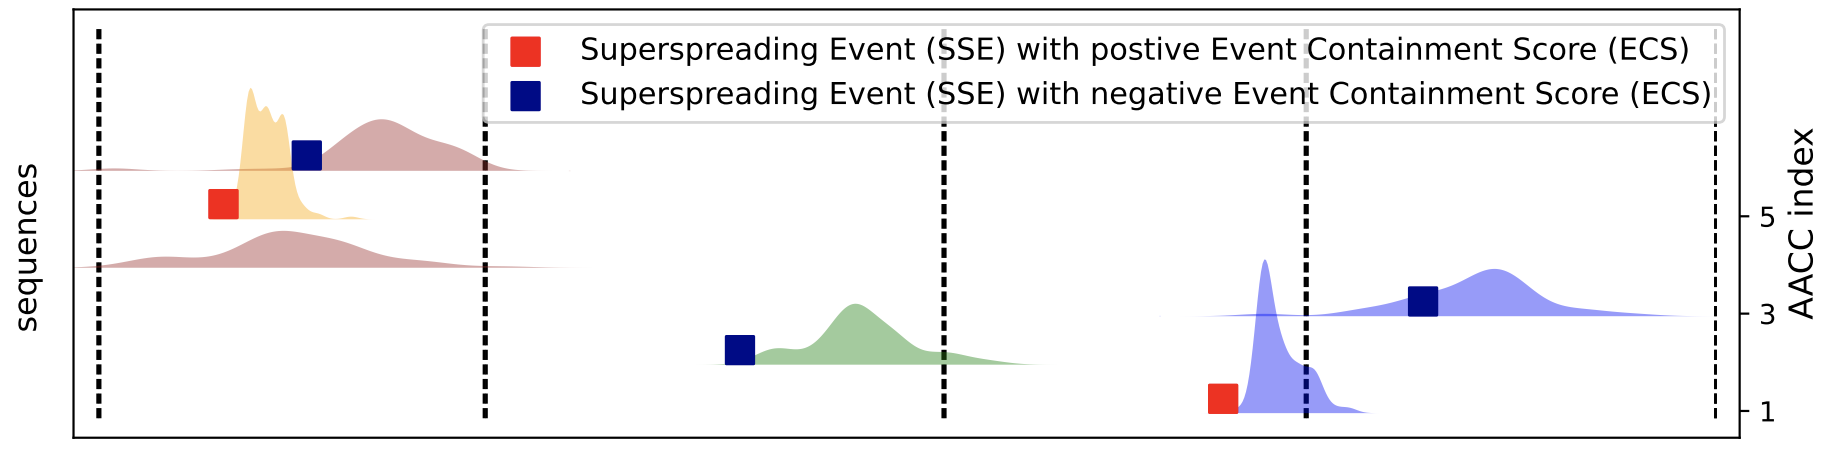 Superspreading Event (SSE) with postive Event Containment Score (ECS)
Superspreading Event (SSE) with negative Event Containment Score (ECS)
sequences
5
3
1
AACC index